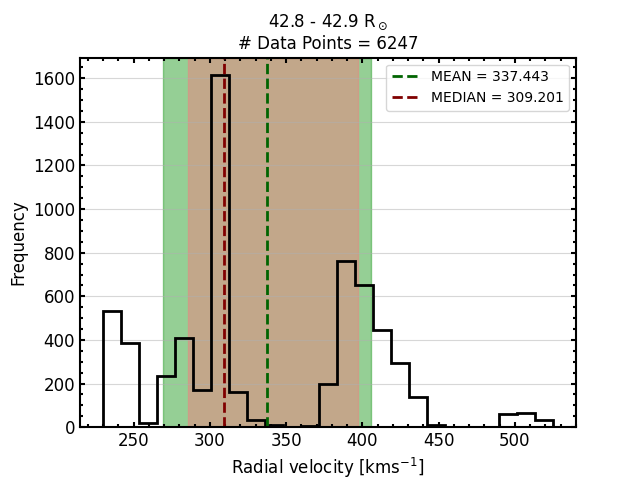 42.8 - 42.9 R⊙
# Data Points = 6247
MEAN = 337.443
MEDIAN = 309.201
Frequency
1600
1400
1200
1000
800
600
400
200
0
250 300 350 400 450 500
Radial velocity [kms⁻¹]